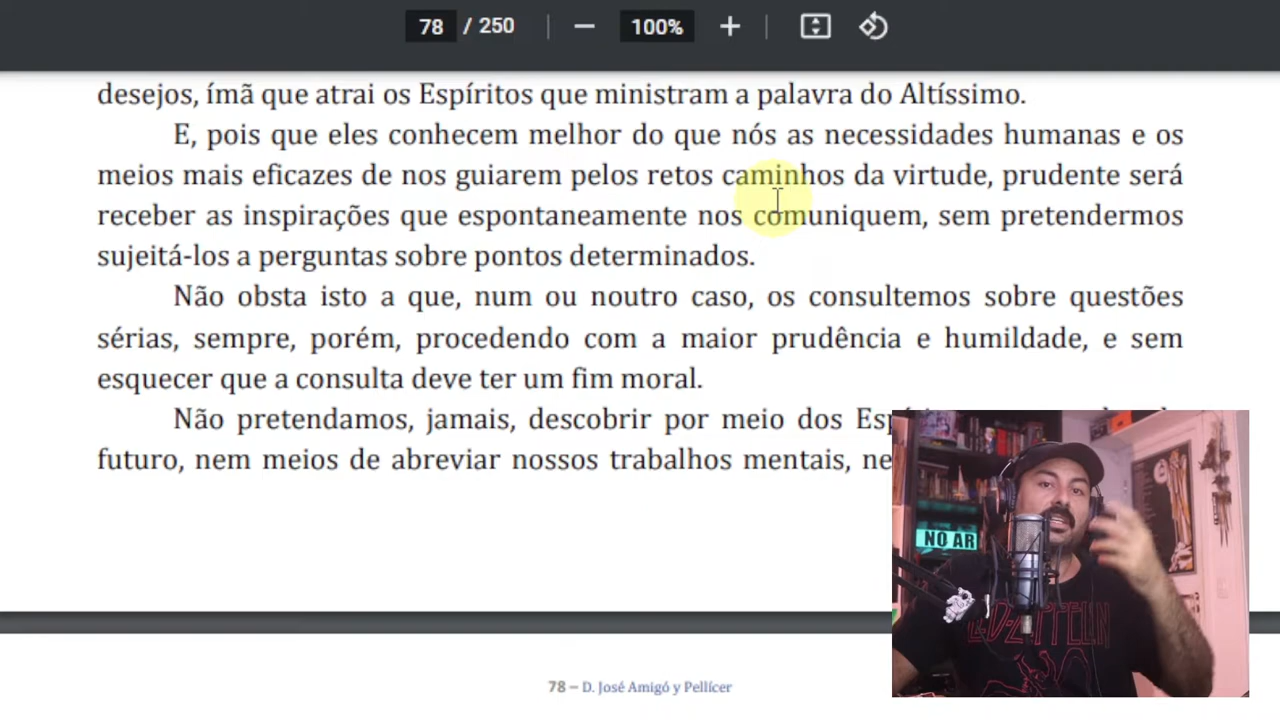 78 / 250
100%
desejos, ímã que atrai os Espíritos que ministram a palavra do Altíssimo.
E, pois que eles conhecem melhor do que nós as necessidades humanas e os
meios mais eficazes de nos guiarem pelos retos caminhos da virtude, prudente será
receber as inspirações que espontaneamente nos comuniquem, sem pretendermos
sujeitá-los a perguntas sobre pontos determinados.
Não obsta isto a que, num ou noutro caso, os consultemos sobre questões
sérias, sempre, porém, procedendo com a maior prudência e humildade, e sem
esquecer que a consulta deve ter um fim moral.
Não pretendamos, jamais, descobrir por meio dos
futuro, nem meios de abreviar nossos trabalhos mentais,
NO AR
LED-ZEPPELIN
78 – D. José Amigó y Pellícer